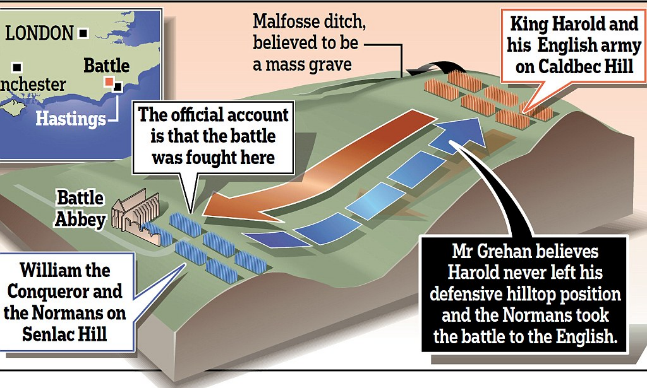 LONDON
nchester
Battle
Hastings
Malfosse ditch,
believed to be
a mass grave
King Harold and
his English army
on Caldbec Hill
The official account
is that the battle
was fought here
Battle
Abbey
William the
Conqueror and
the Normans on
Senlac Hill
Mr Grehan believes
Harold never left his
defensive hilltop position
and the Normans took
the battle to the English.